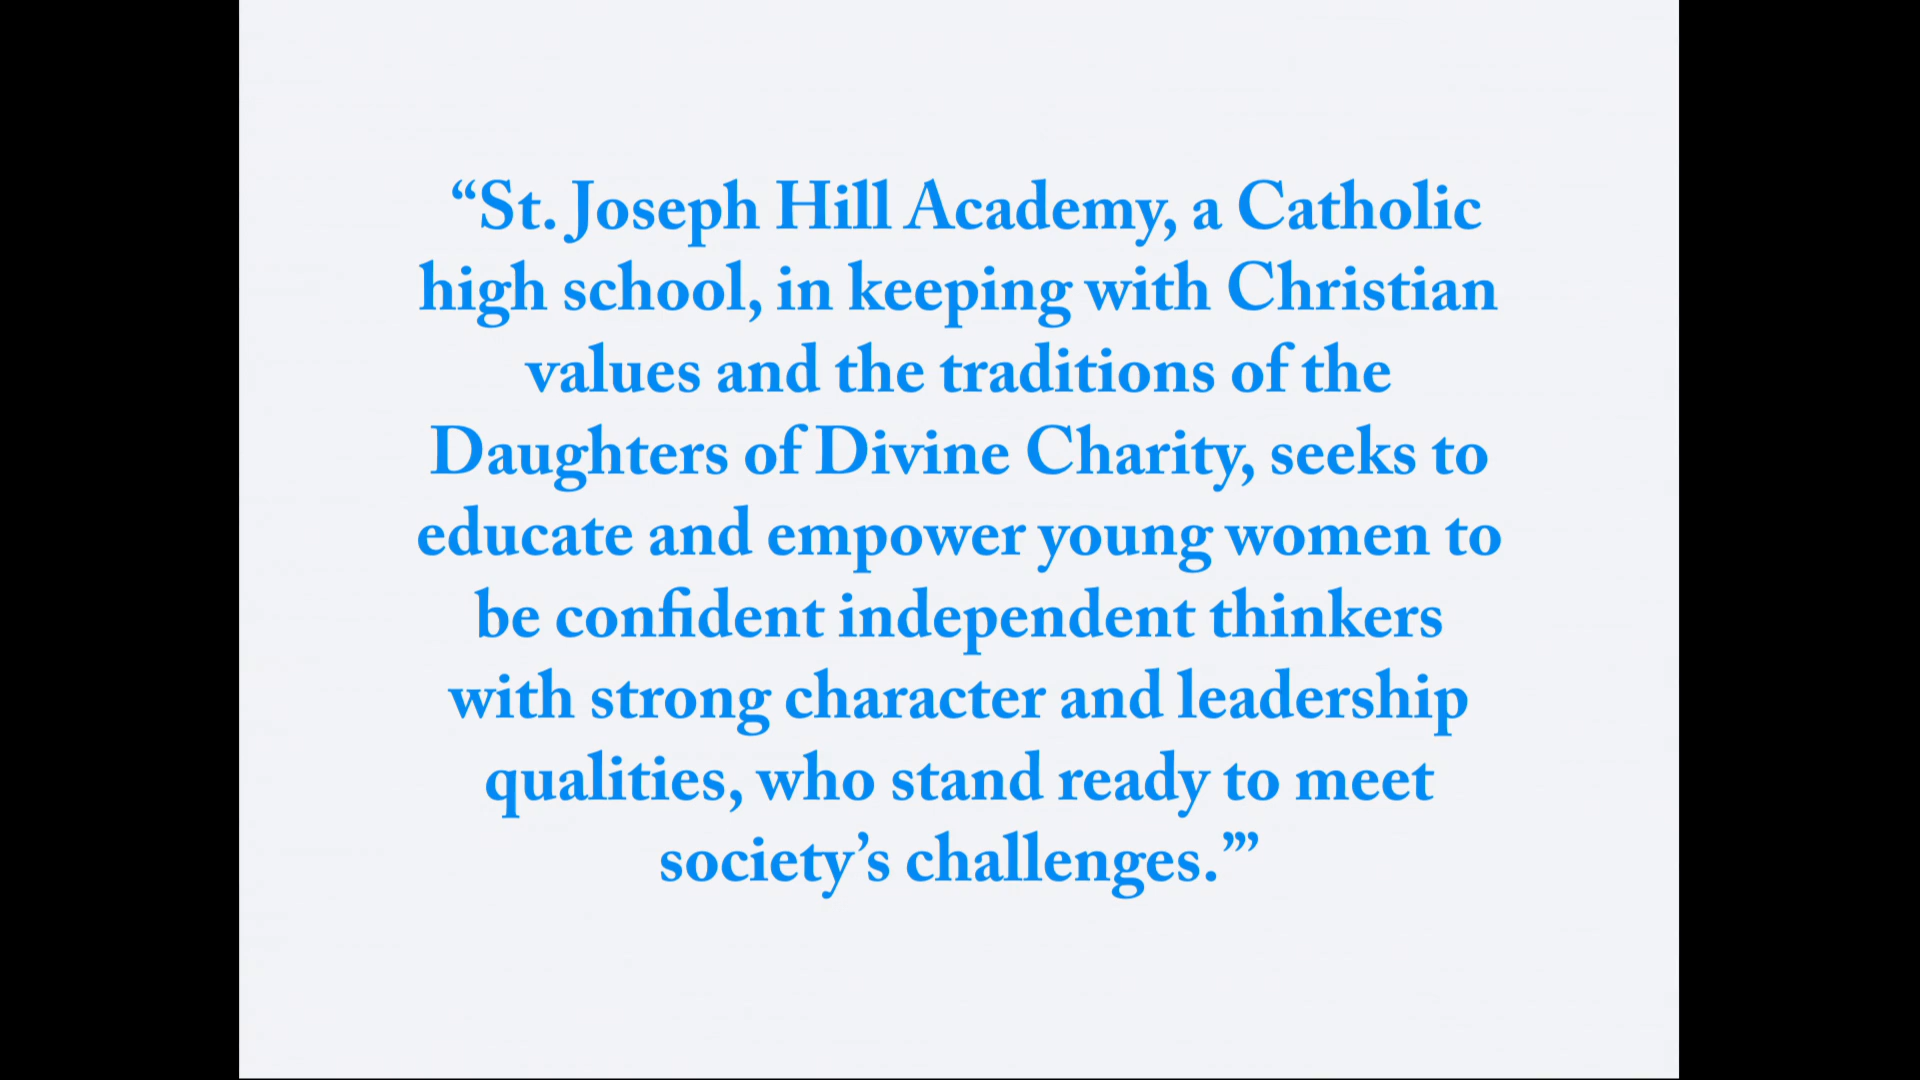 “St. Joseph Hill Academy, a Catholic
high school, in keeping with Christian
values and the traditions of the
Daughters of Divine Charity, seeks to
educate and empower young women to
be confident independent thinkers
with strong character and leadership
qualities, who stand ready to meet
society’s challenges.”’